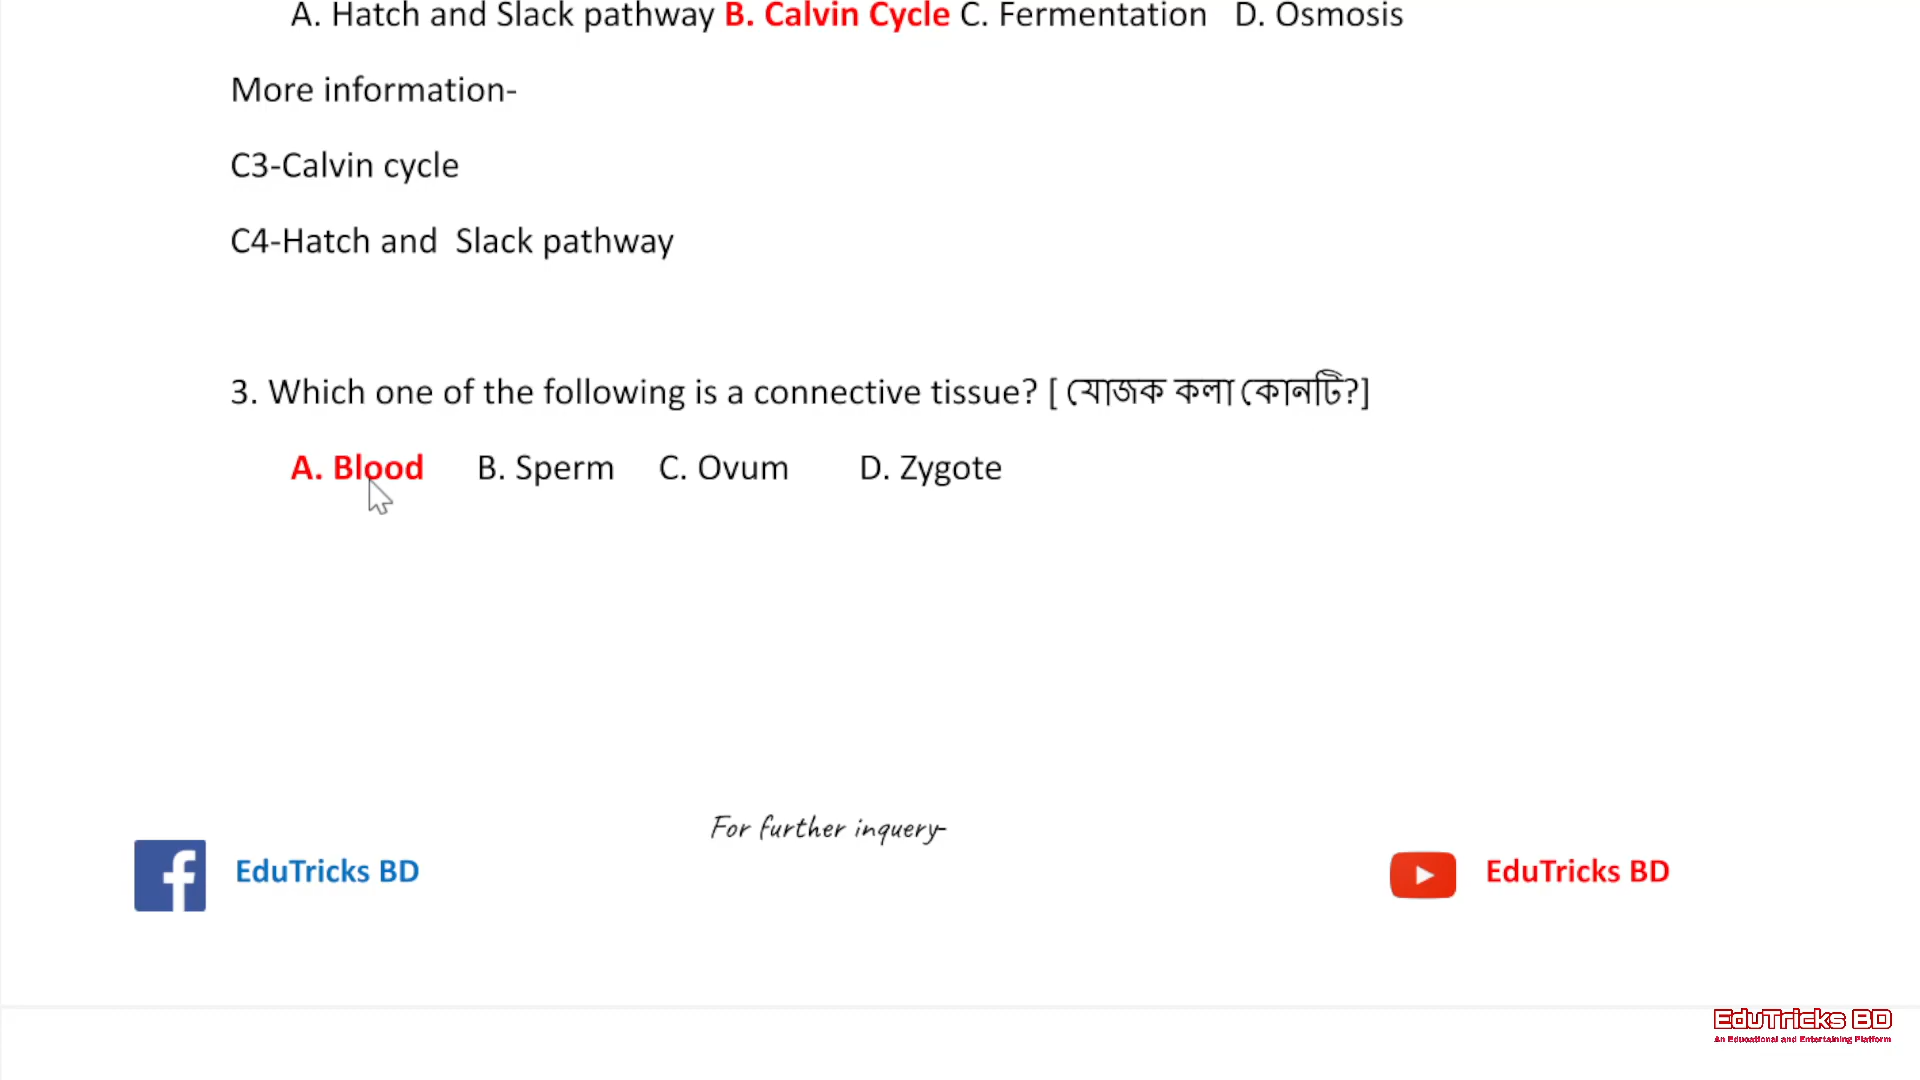 A. Hatch and Slack pathway B. Calvin Cycle C. Fermentation D. Osmosis
More information-
C3-Calvin cycle
C4-Hatch and Slack pathway
3. Which one of the following is a connective tissue? [ যোজক কলা কোনটি?]
A. Blood B. Sperm C. Ovum D. Zygote
For further inquery-
EduTricks BD
EduTricks BD
EduTricks BD
An Educational and Entertaining Platform